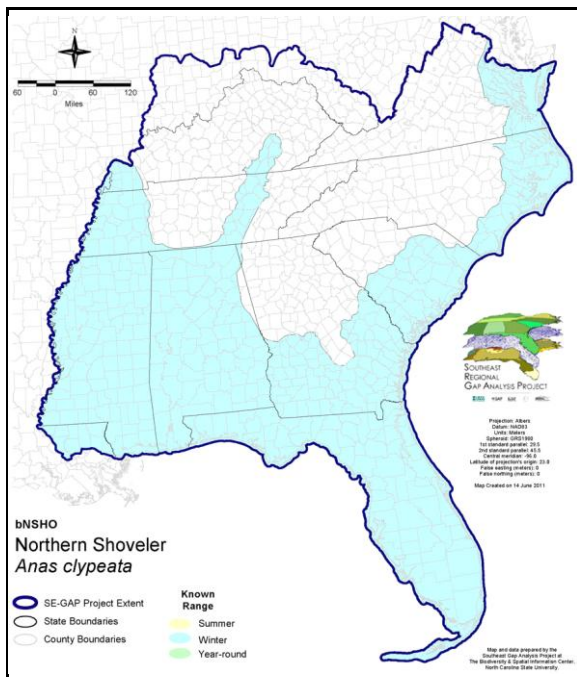 N
60 0 60 120
Miles
SOUTHEAST
REGIONAL
GAP ANALYSIS PROJECT
Projection: Albers
Datum: NAD83
Units: Meters
Spheroid: GRS1980
1st standard parallel: 29.5
2nd standard parallel: 45.5
Central meridian: -96.0
Latitude of projection's origin: 23.0
False easting (meters): 0
False northing (meters): 0
Map Created on 14 June 2011
bNSHO
Northern Shoveler
Anas clypeata
SE-GAP Project Extent
State Boundaries
County Boundaries
Known
Range
Summer
Winter
Year-round
Map and data prepared by the
Southeast Gap Analysis Project at
The Biodiversity & Spatial Information Center,
North Carolina State University.